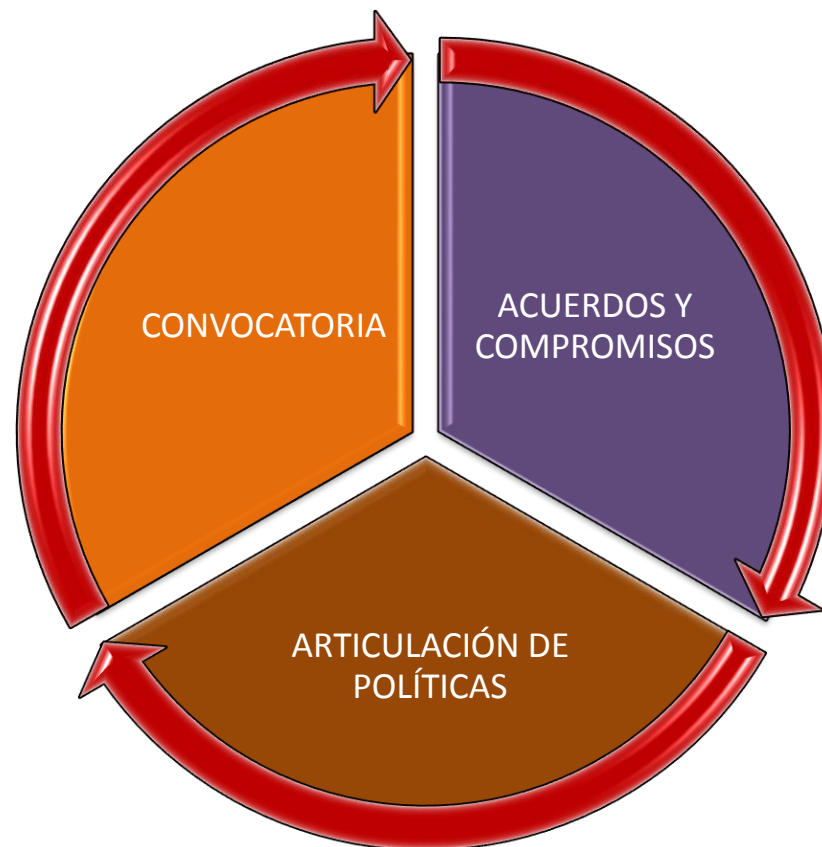 CONVOCATORIA
ACUERDOS Y
COMPROMISOS
ARTICULACIÓN DE
POLÍTICAS